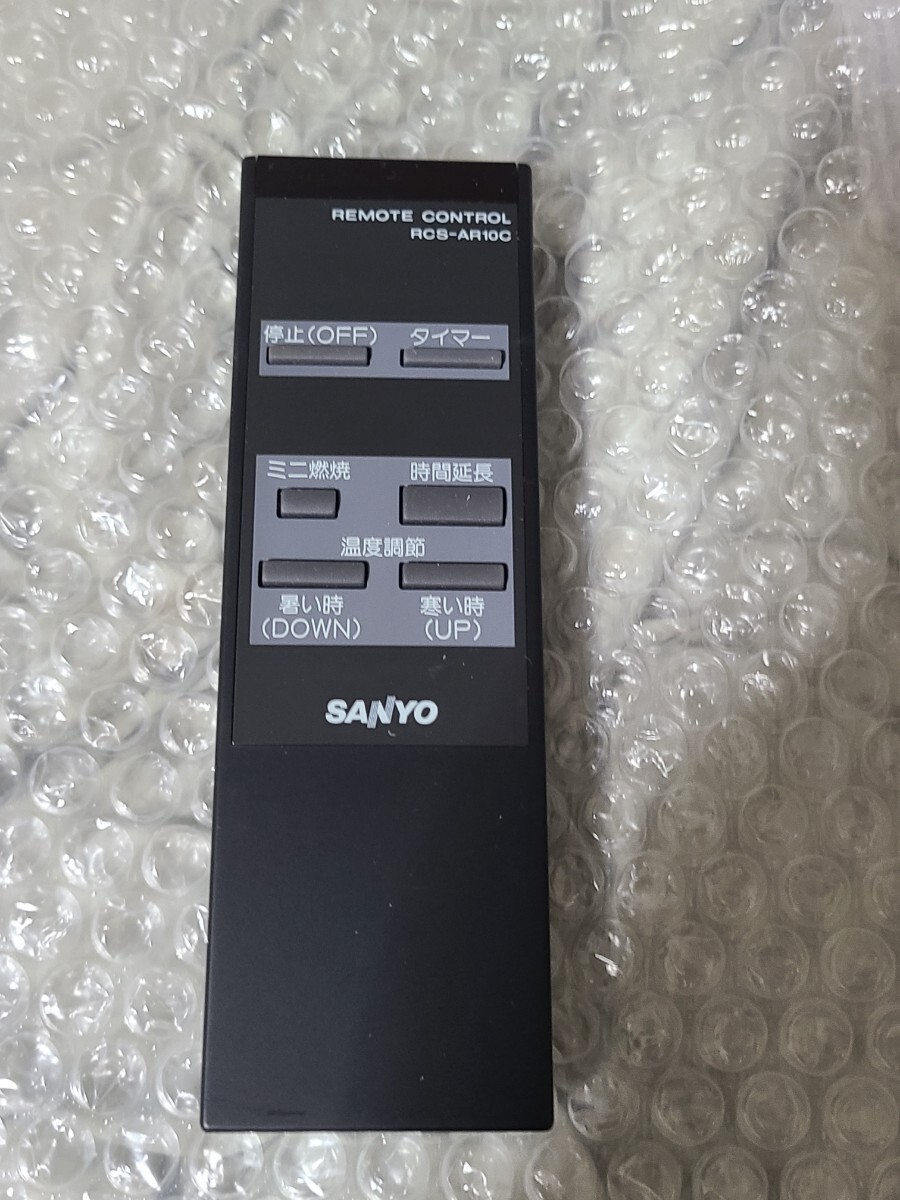 REMOTE CONTROL
RCS-AR10C
停止(OFF) タイマー
ミニ燃焼 時間延長
温度調節
暑い時 寒い時
(DOWN) (UP)
SANYO